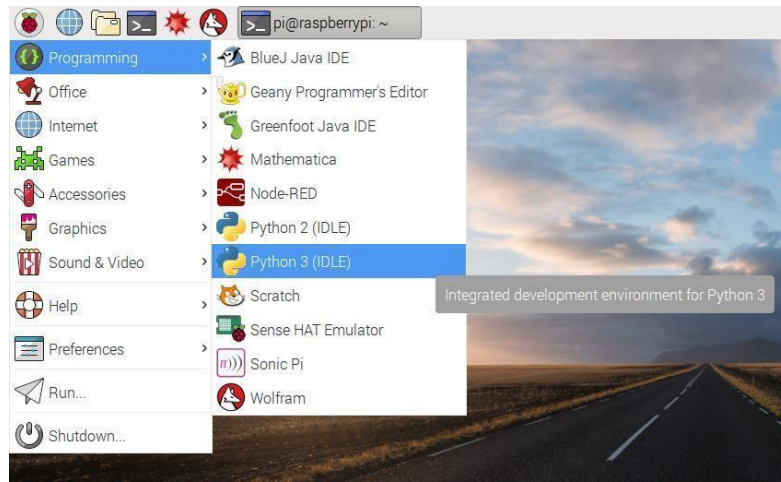 pi@raspberrypi: ~
Programming
Office
Internet
Games
Accessories
Graphics
Sound & Video
Help
Preferences
Run...
Shutdown...
BlueJ Java IDE
Geany Programmer's Editor
Greenfoot Java IDE
Mathematica
Node-RED
Python 2 (IDLE)
Python 3 (IDLE)
Scratch
Sense HAT Emulator
Sonic Pi
Wolfram
Integrated development environment for Python 3